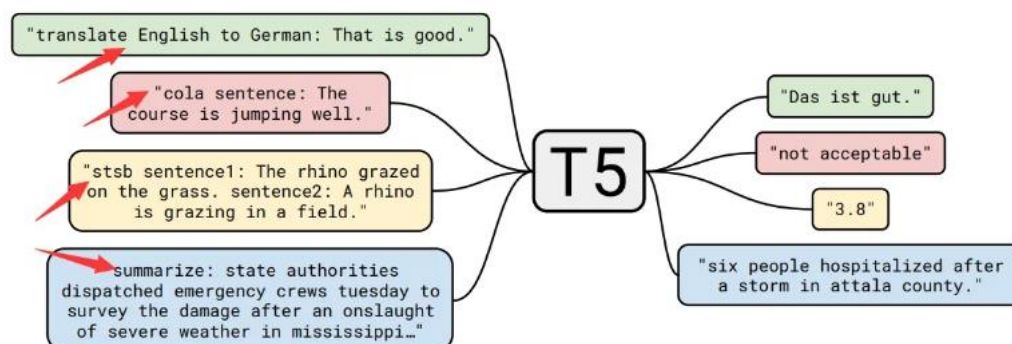 "translate English to German: That is good."
"cola sentence: The
course is jumping well."
"stsb sentence1: The rhino grazed
on the grass. sentence2: A rhino
is grazing in a field."
"summarize: state authorities
dispatched emergency crews tuesday to
survey the damage after an onslaught
of severe weather in mississippi…"
T5
"Das ist gut."
"not acceptable"
"3.8"
"six people hospitalized after
a storm in attala county."